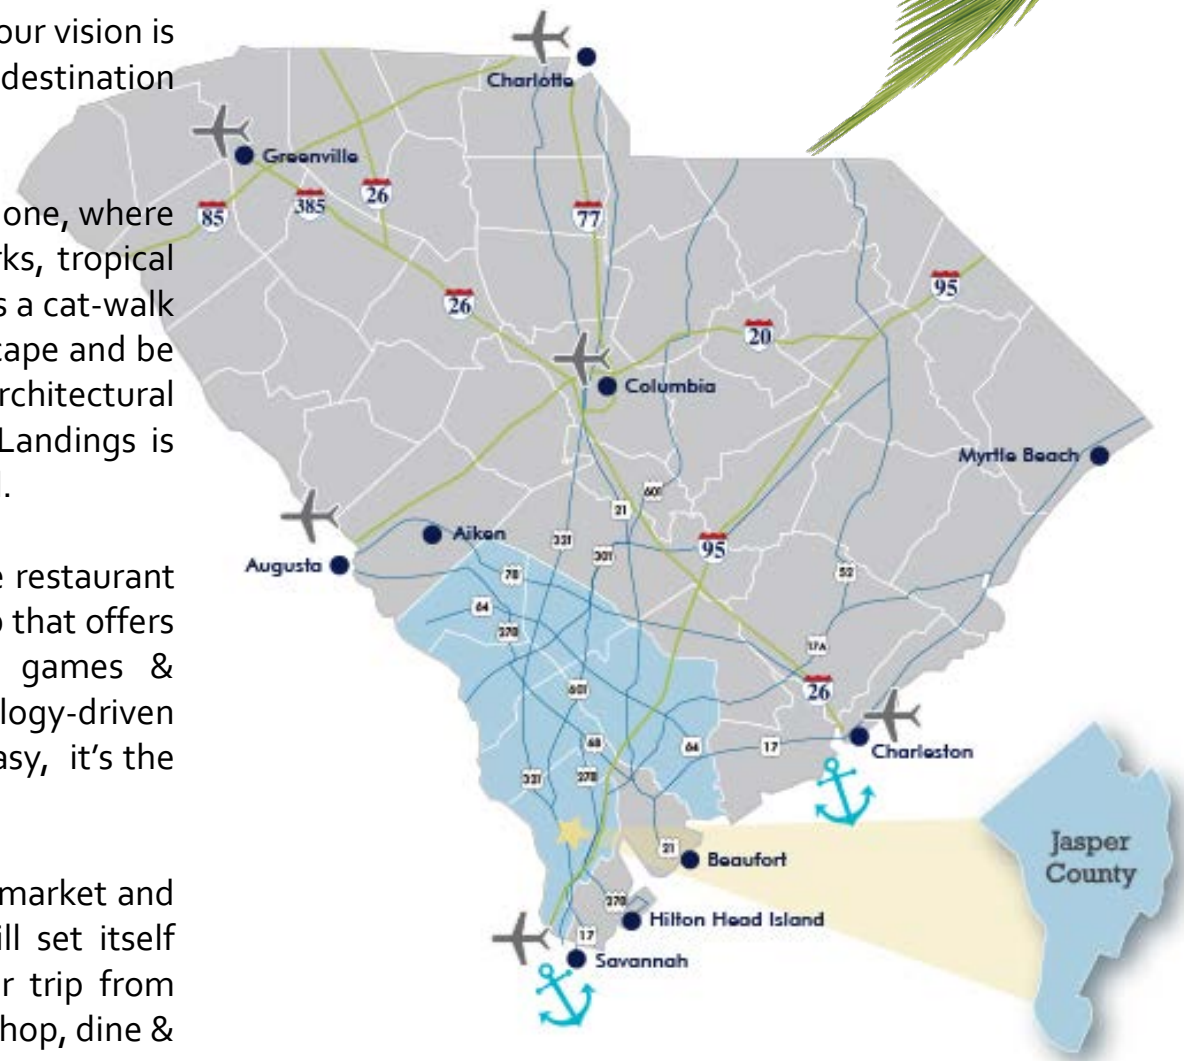 our vision is
destination
one, where
rks, tropical
s a cat-walk
cape and be
rchitectural
Landings is
l.
e restaurant
o that offers
games &
logy-driven
asy, it's the
market and
ill set itself
r trip from
hop, dine &
Charlotte
Greenville
85
385
26
77
26
95
20
Columbia
Myrtle Beach
601
21
321
301
95
Aiken
Augusta
78
64
278
52
17A
601
26
68
64
17
321
278
Charleston
21
Beaufort
278
Hilton Head Island
17
Savannah
Jasper
County